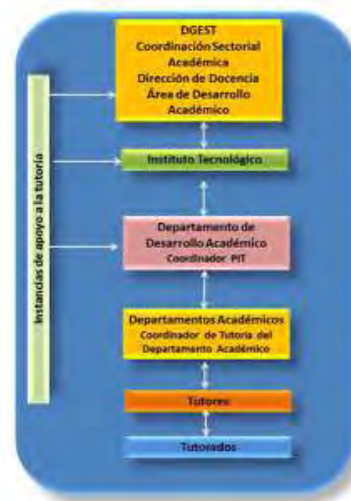 DGEST
Coordinación Sectorial
Académica
Dirección de Docencia
Área de Desarrollo
Académico
Instancias de apoyo a la tutoría
Instituto Tecnológico
Departamento de
Desarrollo Académico
Coordinador PIT
Departamentos Académicos
Coordinador de Tutoría del
Departamento Académico
Tutores
Tutorados